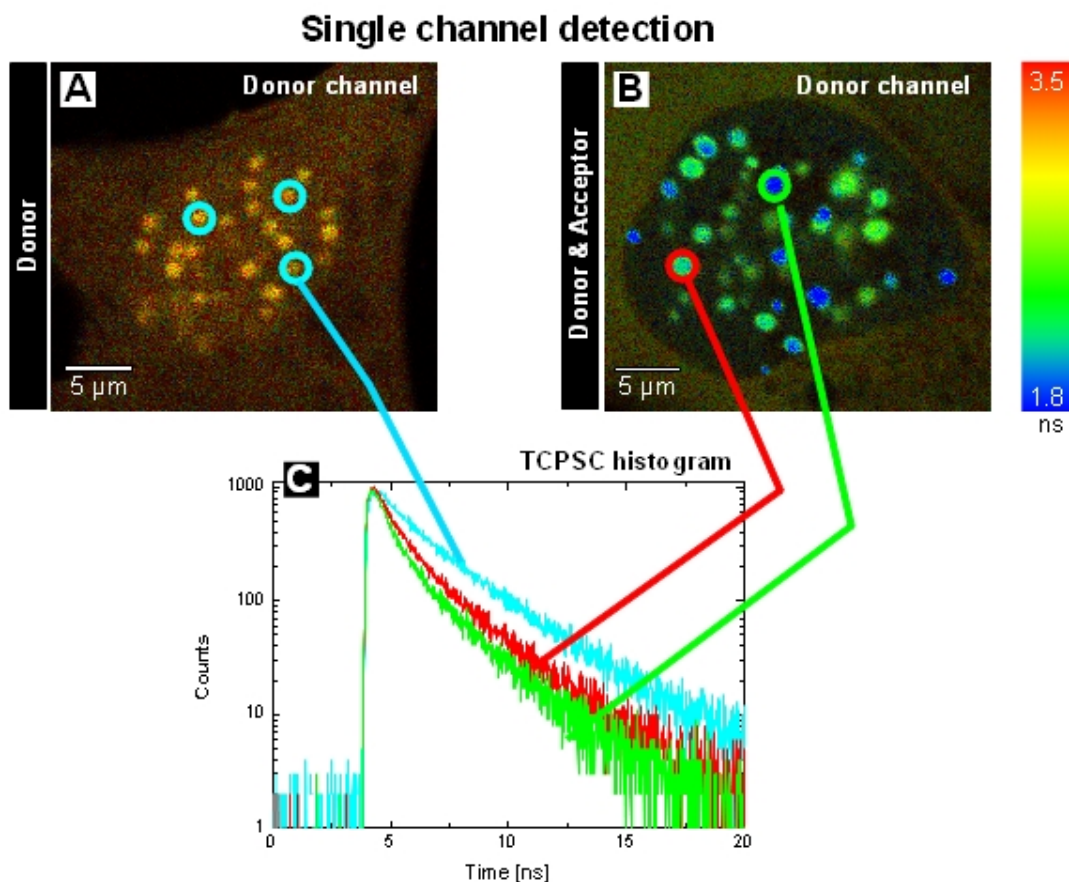 Single channel detection
Donor
A
Donor channel
5 µm
Donor & Acceptor
B
Donor channel
5 µm
3.5
1.8
ns
C
TCPSC histogram
Counts
1000
100
10
1
0
5
10
15
20
Time [ns]